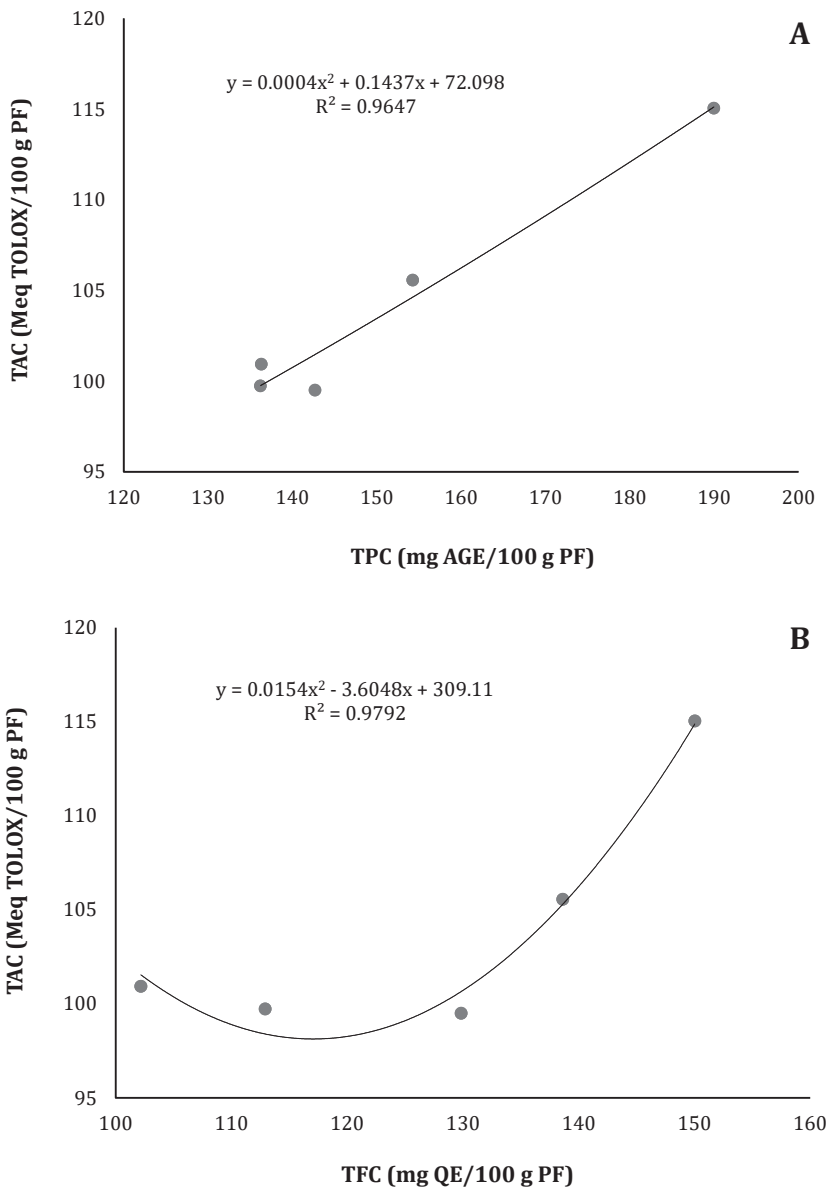 A
y = 0.0004x² + 0.1437x + 72.098
R² = 0.9647
TAC (Meq TOLOX/100 g PF)
120
115
110
105
100
95
120 130 140 150 160 170 180 190 200
TPC (mg AGE/100 g PF)
B
y = 0.0154x² - 3.6048x + 309.11
R² = 0.9792
TAC (Meq TOLOX/100 g PF)
120
115
110
105
100
95
100 110 120 130 140 150 160
TFC (mg QE/100 g PF)